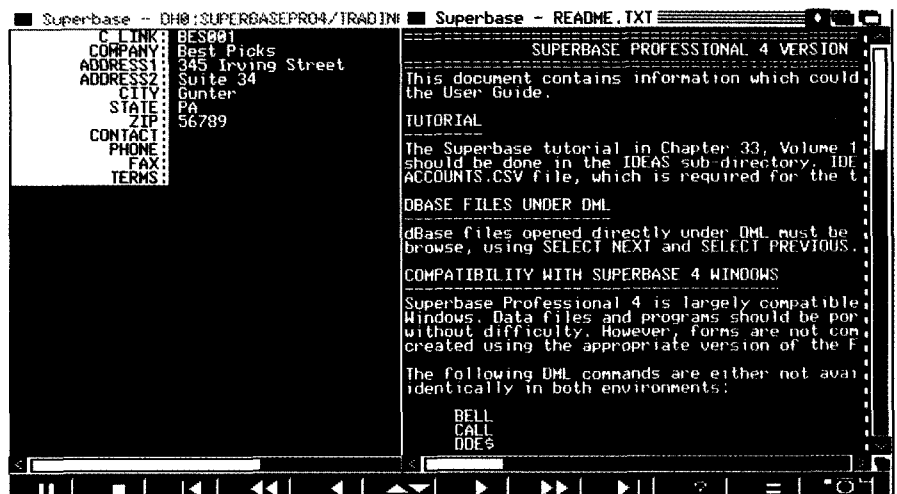 Superbase - DH0:SUPERBASEPRO4/TRADIN
C_LINK: BES001
COMPANY: Best Picks
ADDRESS1: 345 Irving Street
ADDRESS2: Suite 34
CITY: Gunter
STATE: PA
ZIP: 56789
CONTACT:
PHONE:
FAX:
TERMS:
Superbase - README.TXT
SUPERBASE PROFESSIONAL 4 VERSION
This document contains information which could
the User Guide.
TUTORIAL
The Superbase tutorial in Chapter 33, Volume 1
should be done in the IDEAS sub-directory. IDE
ACCOUNTS.CSV file, which is required for the t
DBASE FILES UNDER DML
dBase files opened directly under DML must be
browse, using SELECT NEXT and SELECT PREVIOUS.
COMPATIBILITY WITH SUPERBASE 4 WINDOWS
Superbase Professional 4 is largely compatible
Windows. Data files and programs should be por
without difficulty. However, forms are not com
created using the appropriate version of the F
The following DML commands are either not avai
identically in both environments:
BELL
CALL
DDE$